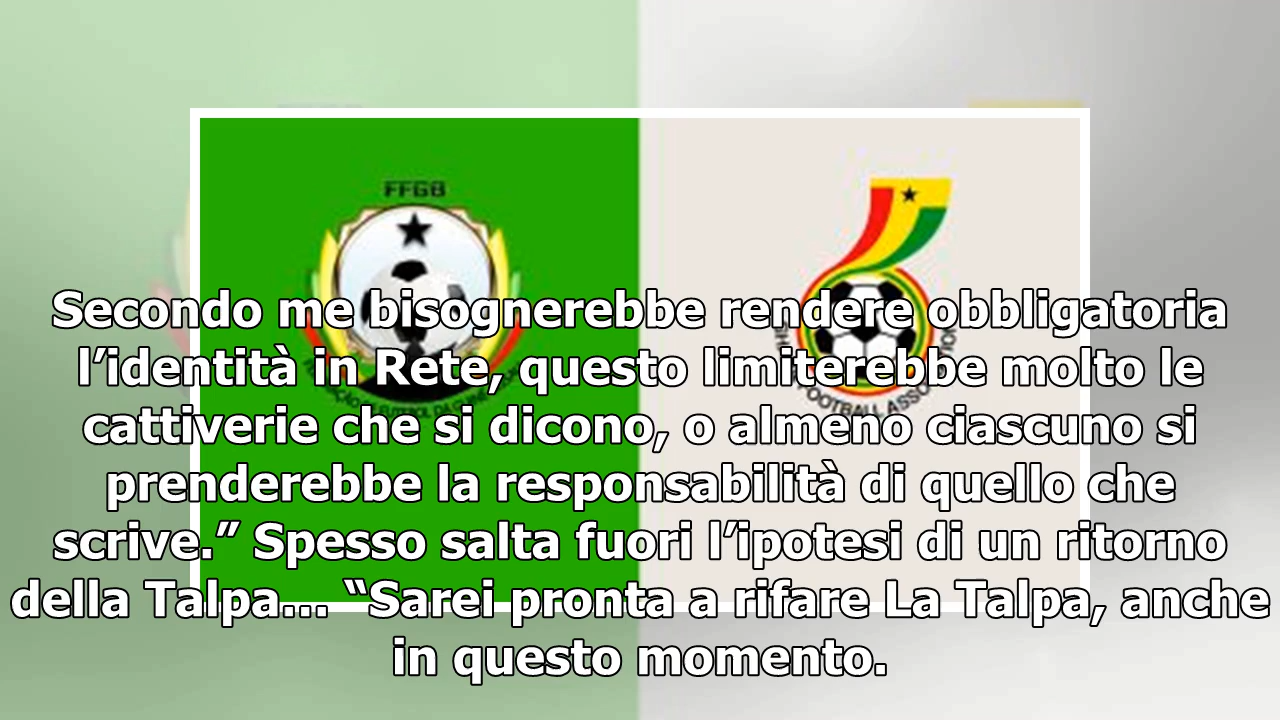 FFGB
Secondo me bisognerebbe rendere obbligatoria
l’identità in Rete, questo limiterebbe molto le
cattiverie che si dicono, o almeno ciascuno si
prenderebbe la responsabilità di quello che
scrive.” Spesso salta fuori l’ipotesi di un ritorno
della Talpa... “Sarei pronta a rifare La Talpa, anche
in questo momento.